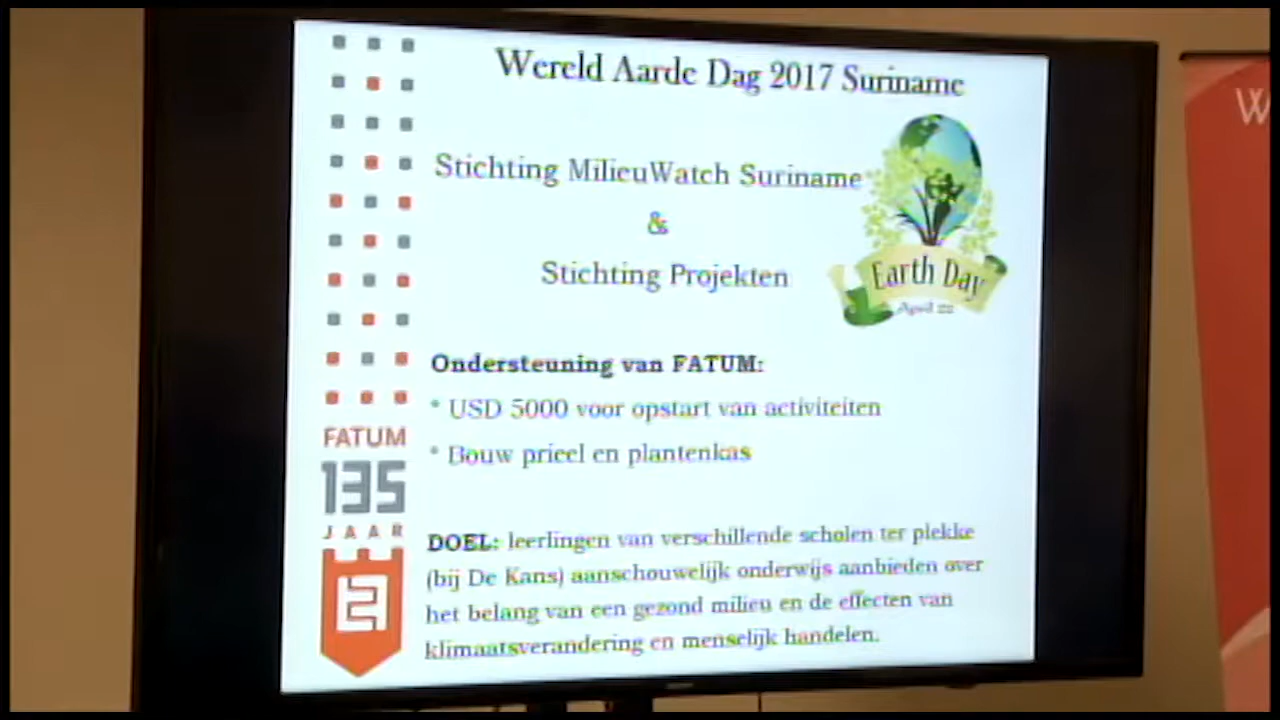 Wereld Aarde Dag 2017 Suriname
Stichting MilieuWatch Suriname
&
Stichting Projekten
Earth Day
April 22
Ondersteuning van FATUM:
* USD 5000 voor opstart van activiteiten
* Bouw prieel en plantenkas
FATUM
135
JAAR
DOEL: leerlingen van verschillende scholen ter plekke
(bij De Kans) aanschouwelijk onderwijs aanbieden over
het belang van een gezond milieu en de effecten van
klimaatsverandering en menselijk handelen.
W